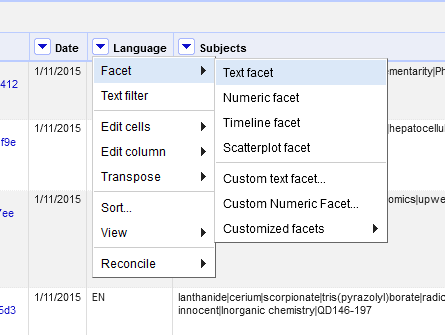 Date Language Subjects
412 1/11/2015
Facet
Text filter
Edit cells
Edit column
Transpose
Sort...
View
Reconcile
Text facet
Numeric facet
Timeline facet
Scatterplot facet
Custom text facet...
Custom Numeric Facet...
Customized facets
ementarity|Ph
f9e 1/11/2015
hepatocellul
7ee 1/11/2015
omics|upwe
5d3 1/11/2015 EN lanthanide|cerium|scorpionate|tris(pyrazolyl)borate|radio
innocent|inorganic chemistry|QD146-197